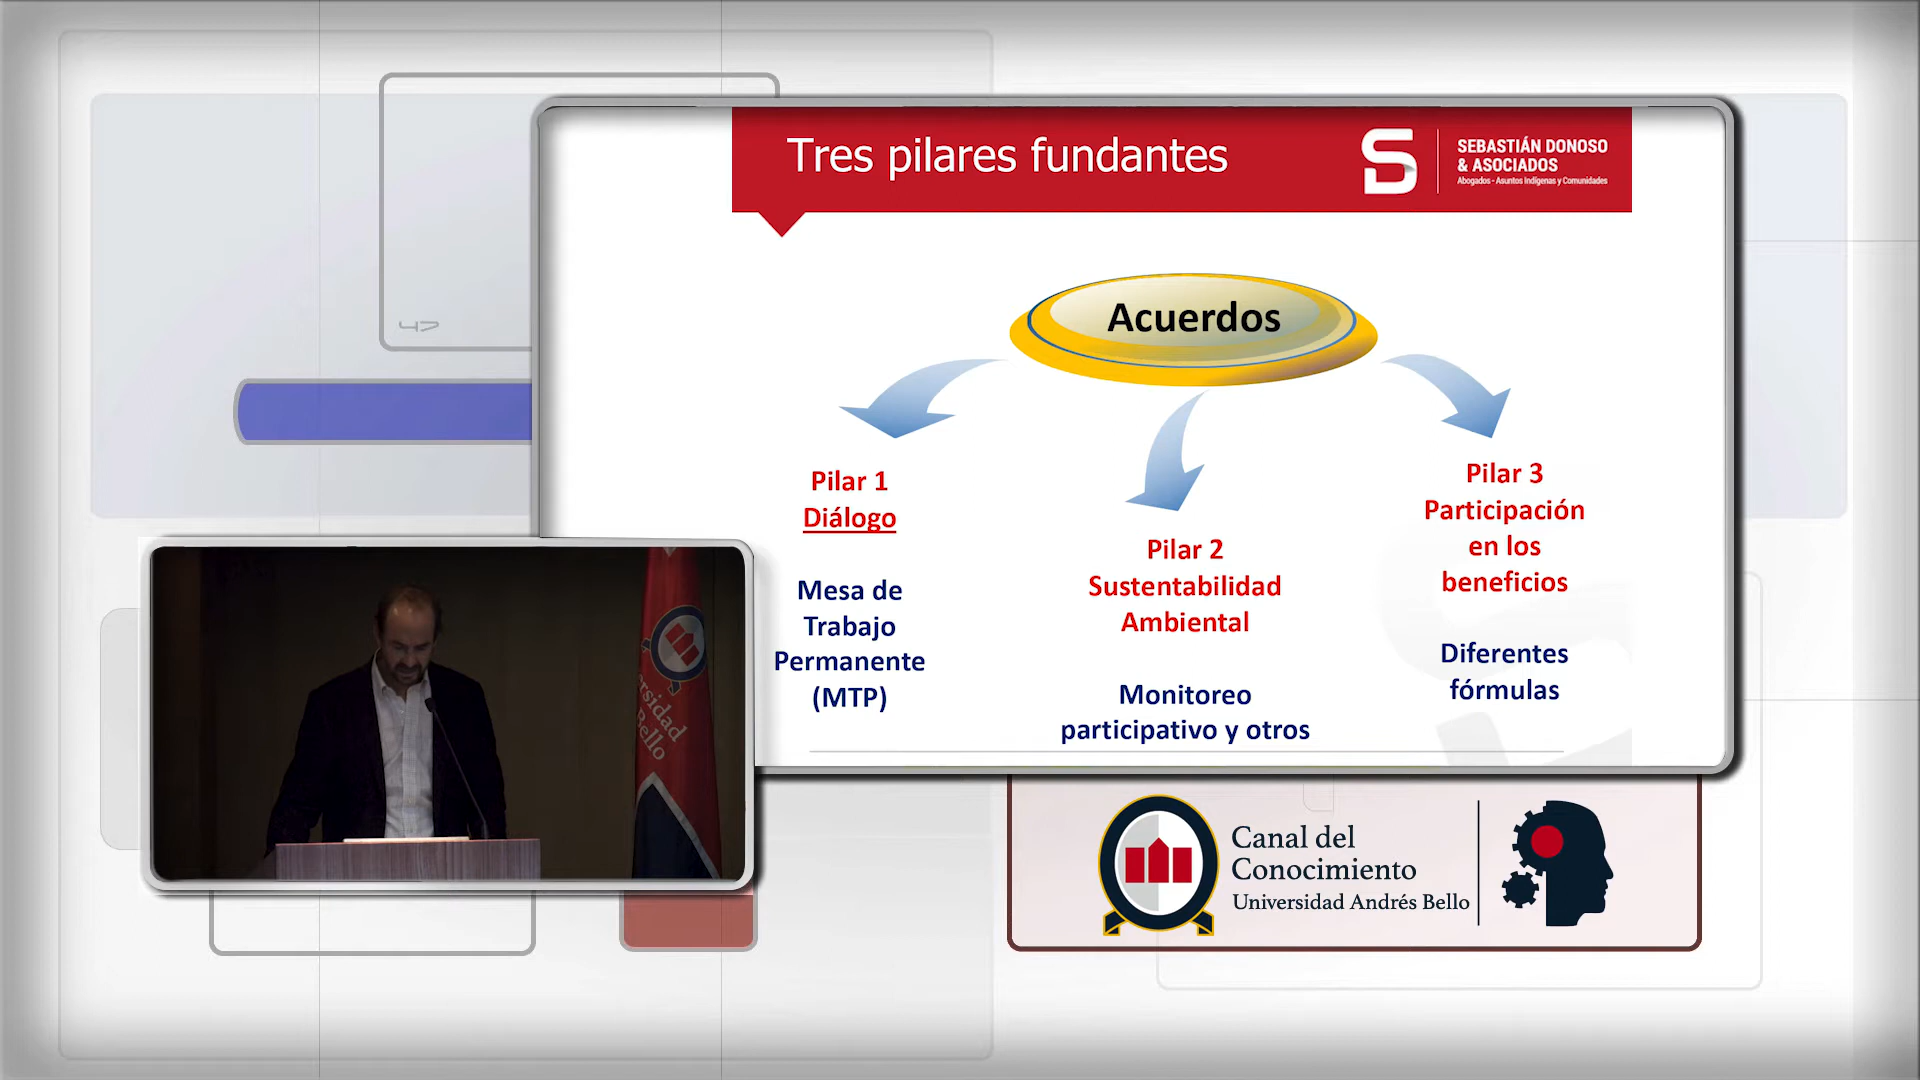 Tres pilares fundantes
SEBASTIÁN DONOSO
& ASOCIADOS
Abogados - Asuntos Indígenas y Comunidades
Acuerdos
Pilar 1
Diálogo
Mesa de
Trabajo
Permanente
(MTP)
Pilar 2
Sustentabilidad
Ambiental
Monitoreo
participativo y otros
Pilar 3
Participación
en los
beneficios
Diferentes
fórmulas
ersidad
Bello
Canal del
Conocimiento
Universidad Andrés Bello